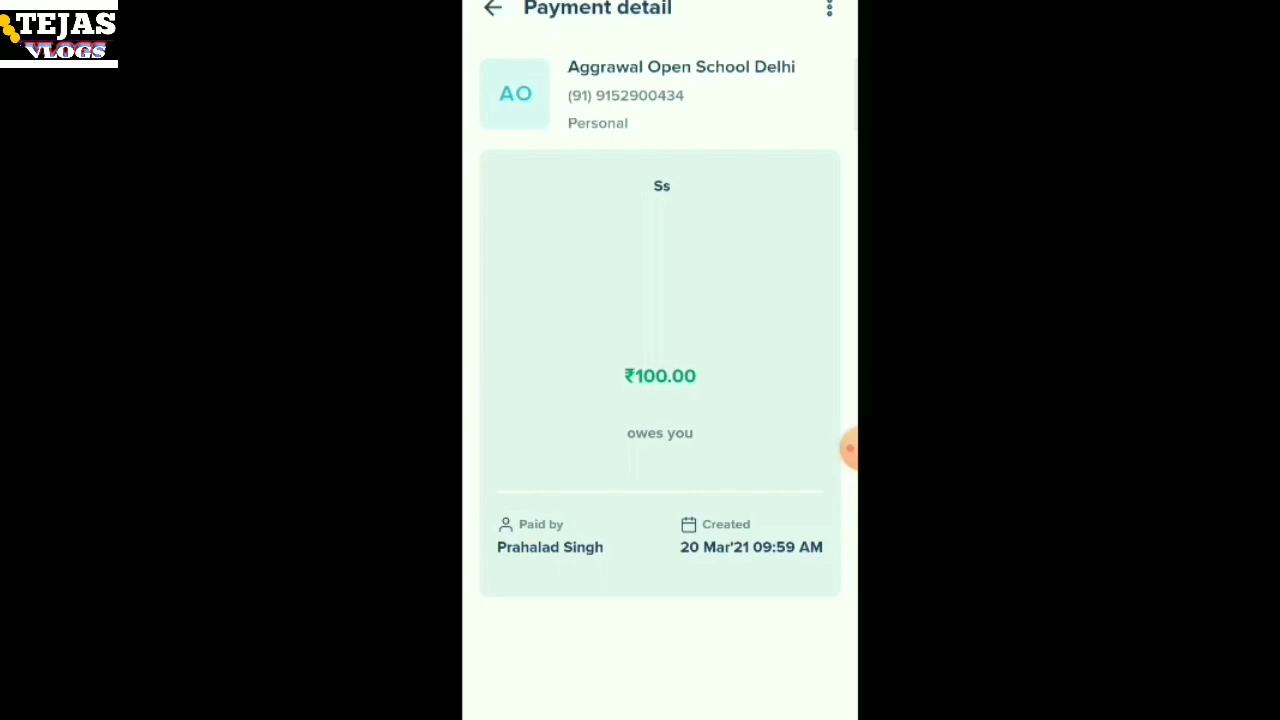 TEJAS
VLOGS
Payment detail
AO
Aggrawal Open School Delhi
(91) 9152900434
Personal
Ss
₹100.00
owes you
Paid by
Prahalad Singh
Created
20 Mar'21 09:59 AM